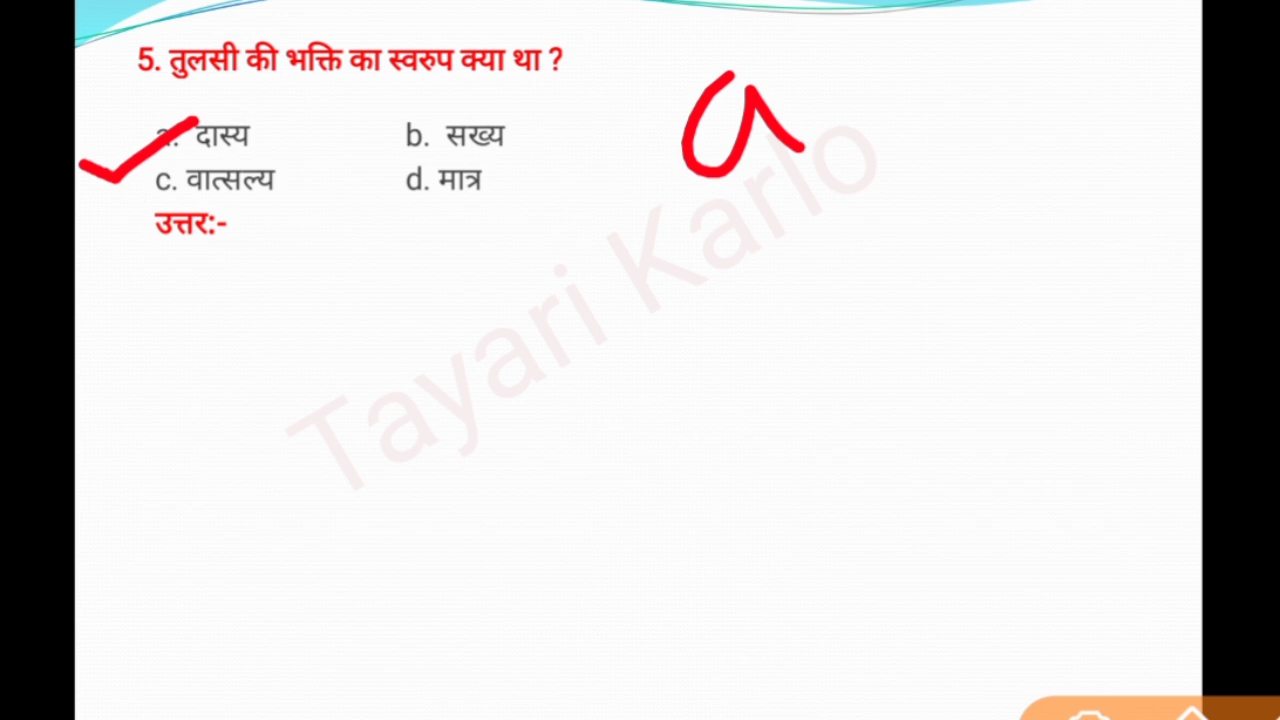 5. तुलसी की भक्ति का स्वरुप क्या था ?
a. दास्य b. सख्य
a
c. वात्सल्य d. मात्र
उत्तर:-
Tayari Karlo